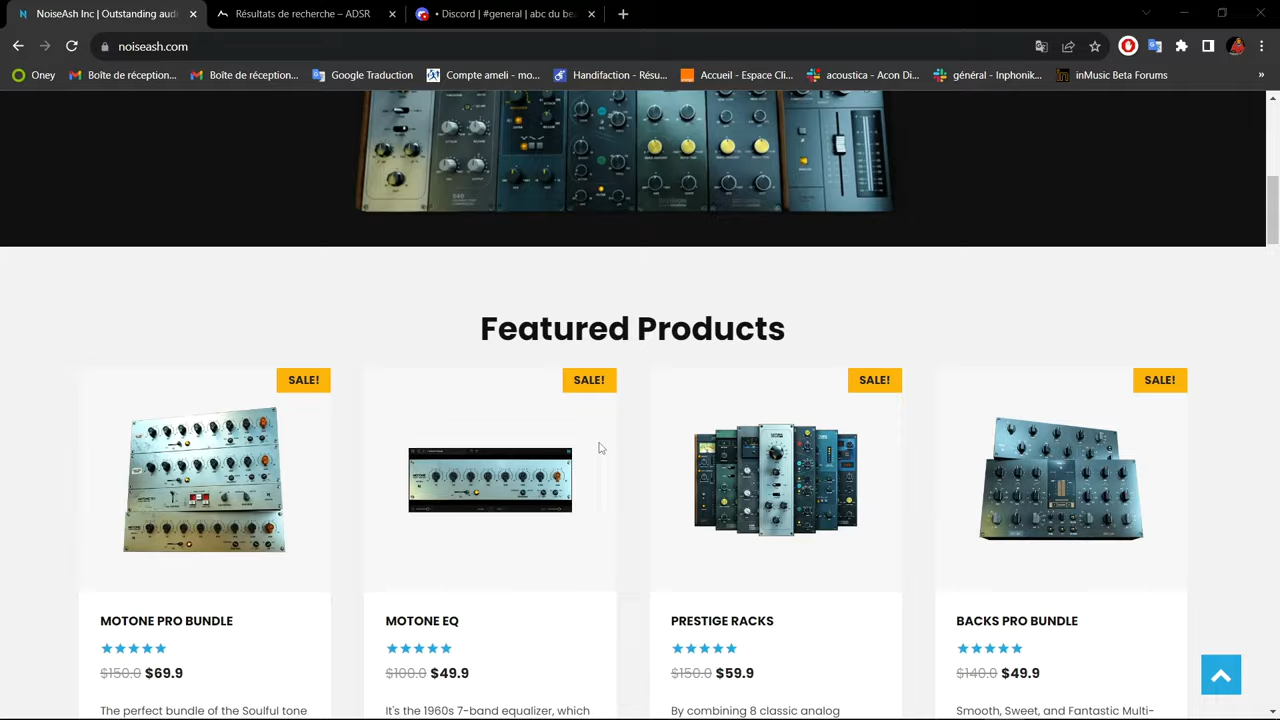 NoiseAsh Inc | Outstanding audi
Résultats de recherche – ADSR
• Discord | #general | abc du bea
noiseash.com
Oney
Boîte de réception...
Boîte de réception...
Google Traduction
Compte ameli - mo...
Handifaction - Résu...
Accueil - Espace Cli...
acoustica - Acon Di...
général - Inphonik...
inMusic Beta Forums
»
Featured Products
SALE!
SALE!
SALE!
SALE!
MOTONE PRO BUNDLE
MOTONE EQ
PRESTIGE RACKS
BACKS PRO BUNDLE
$150.0 $69.9
$100.0 $49.9
$150.0 $59.9
$140.0 $49.9
The perfect bundle of the Soulful tone
It's the 1960s 7-band equalizer, which
By combining 8 classic analog
Smooth, Sweet, and Fantastic Multi-